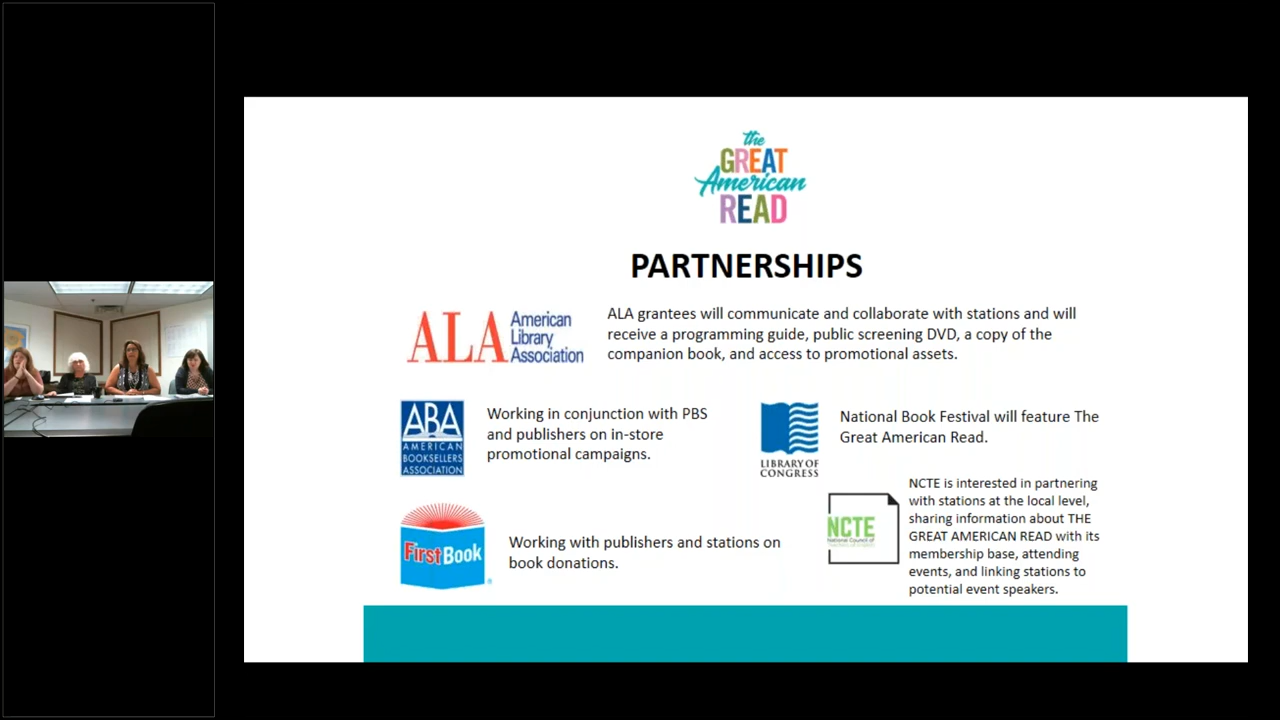 the
GREAT
American
READ
PARTNERSHIPS
ALA American
Library
Association
ALA grantees will communicate and collaborate with stations and will
receive a programming guide, public screening DVD, a copy of the
companion book, and access to promotional assets.
ABA
AMERICAN
BOOKSELLERS
ASSOCIATION
Working in conjunction with PBS
and publishers on in-store
promotional campaigns.
LIBRARY OF
CONGRESS
National Book Festival will feature The
Great American Read.
First Book
®
Working with publishers and stations on
book donations.
NCTE
National Council of
NCTE is interested in partnering
with stations at the local level,
sharing information about THE
GREAT AMERICAN READ with its
membership base, attending
events, and linking stations to
potential event speakers.